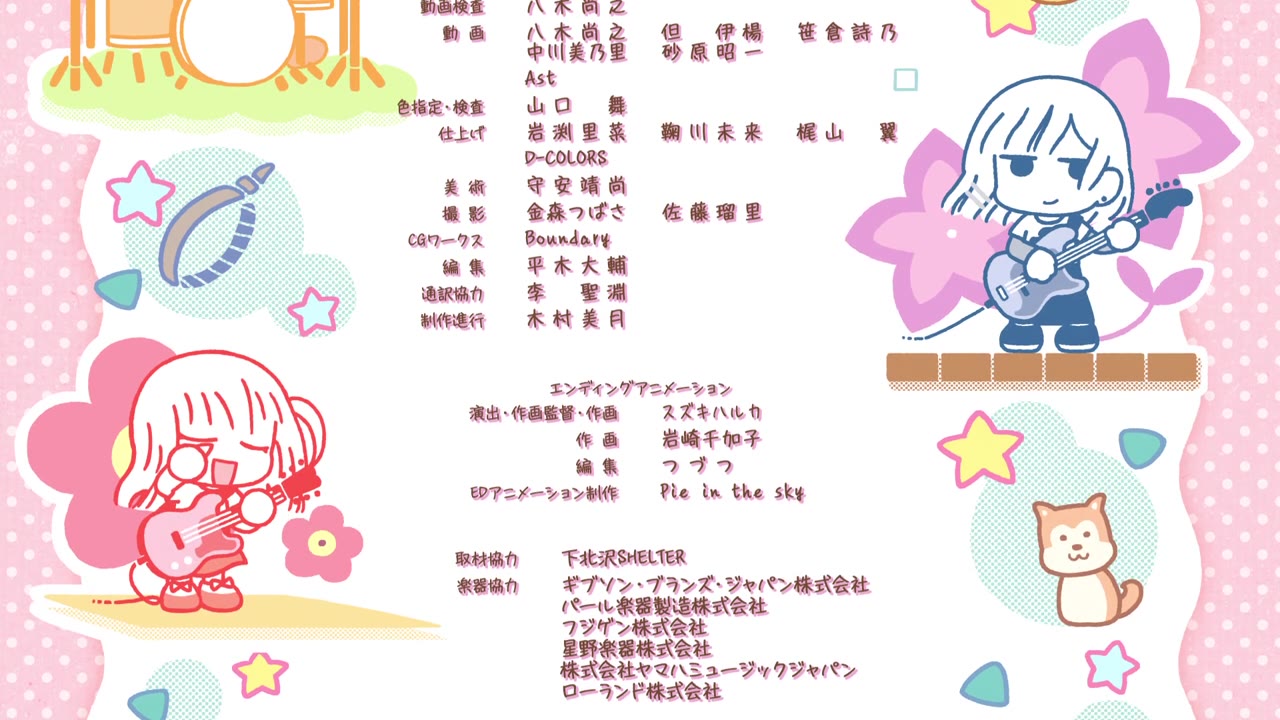 動画検査 八木尚之
動画 八木尚之 但 伊楊 笹倉詩乃
中川美乃里 砂原昭一
Ast
色指定・検査 山口 舞
仕上げ 岩渕里菜 鞠川未来 梶山 翼
D-COLORS
美術 守安靖尚
撮影 金森つばさ 佐藤瑠里
CGワークス Boundary
編集 平木大輔
通訳協力 李 聖淵
制作進行 木村美月
エンディングアニメーション
演出・作画監督・作画 スズキハルカ
作画 岩崎千加子
編集 つづつ
EDアニメーション制作 Pie in the sky
取材協力 下北沢SHELTER
楽器協力 ギブソン・ブランズ・ジャパン株式会社
パール楽器製造株式会社
フジゲン株式会社
星野楽器株式会社
株式会社ヤマハミュージックジャパン
ローランド株式会社